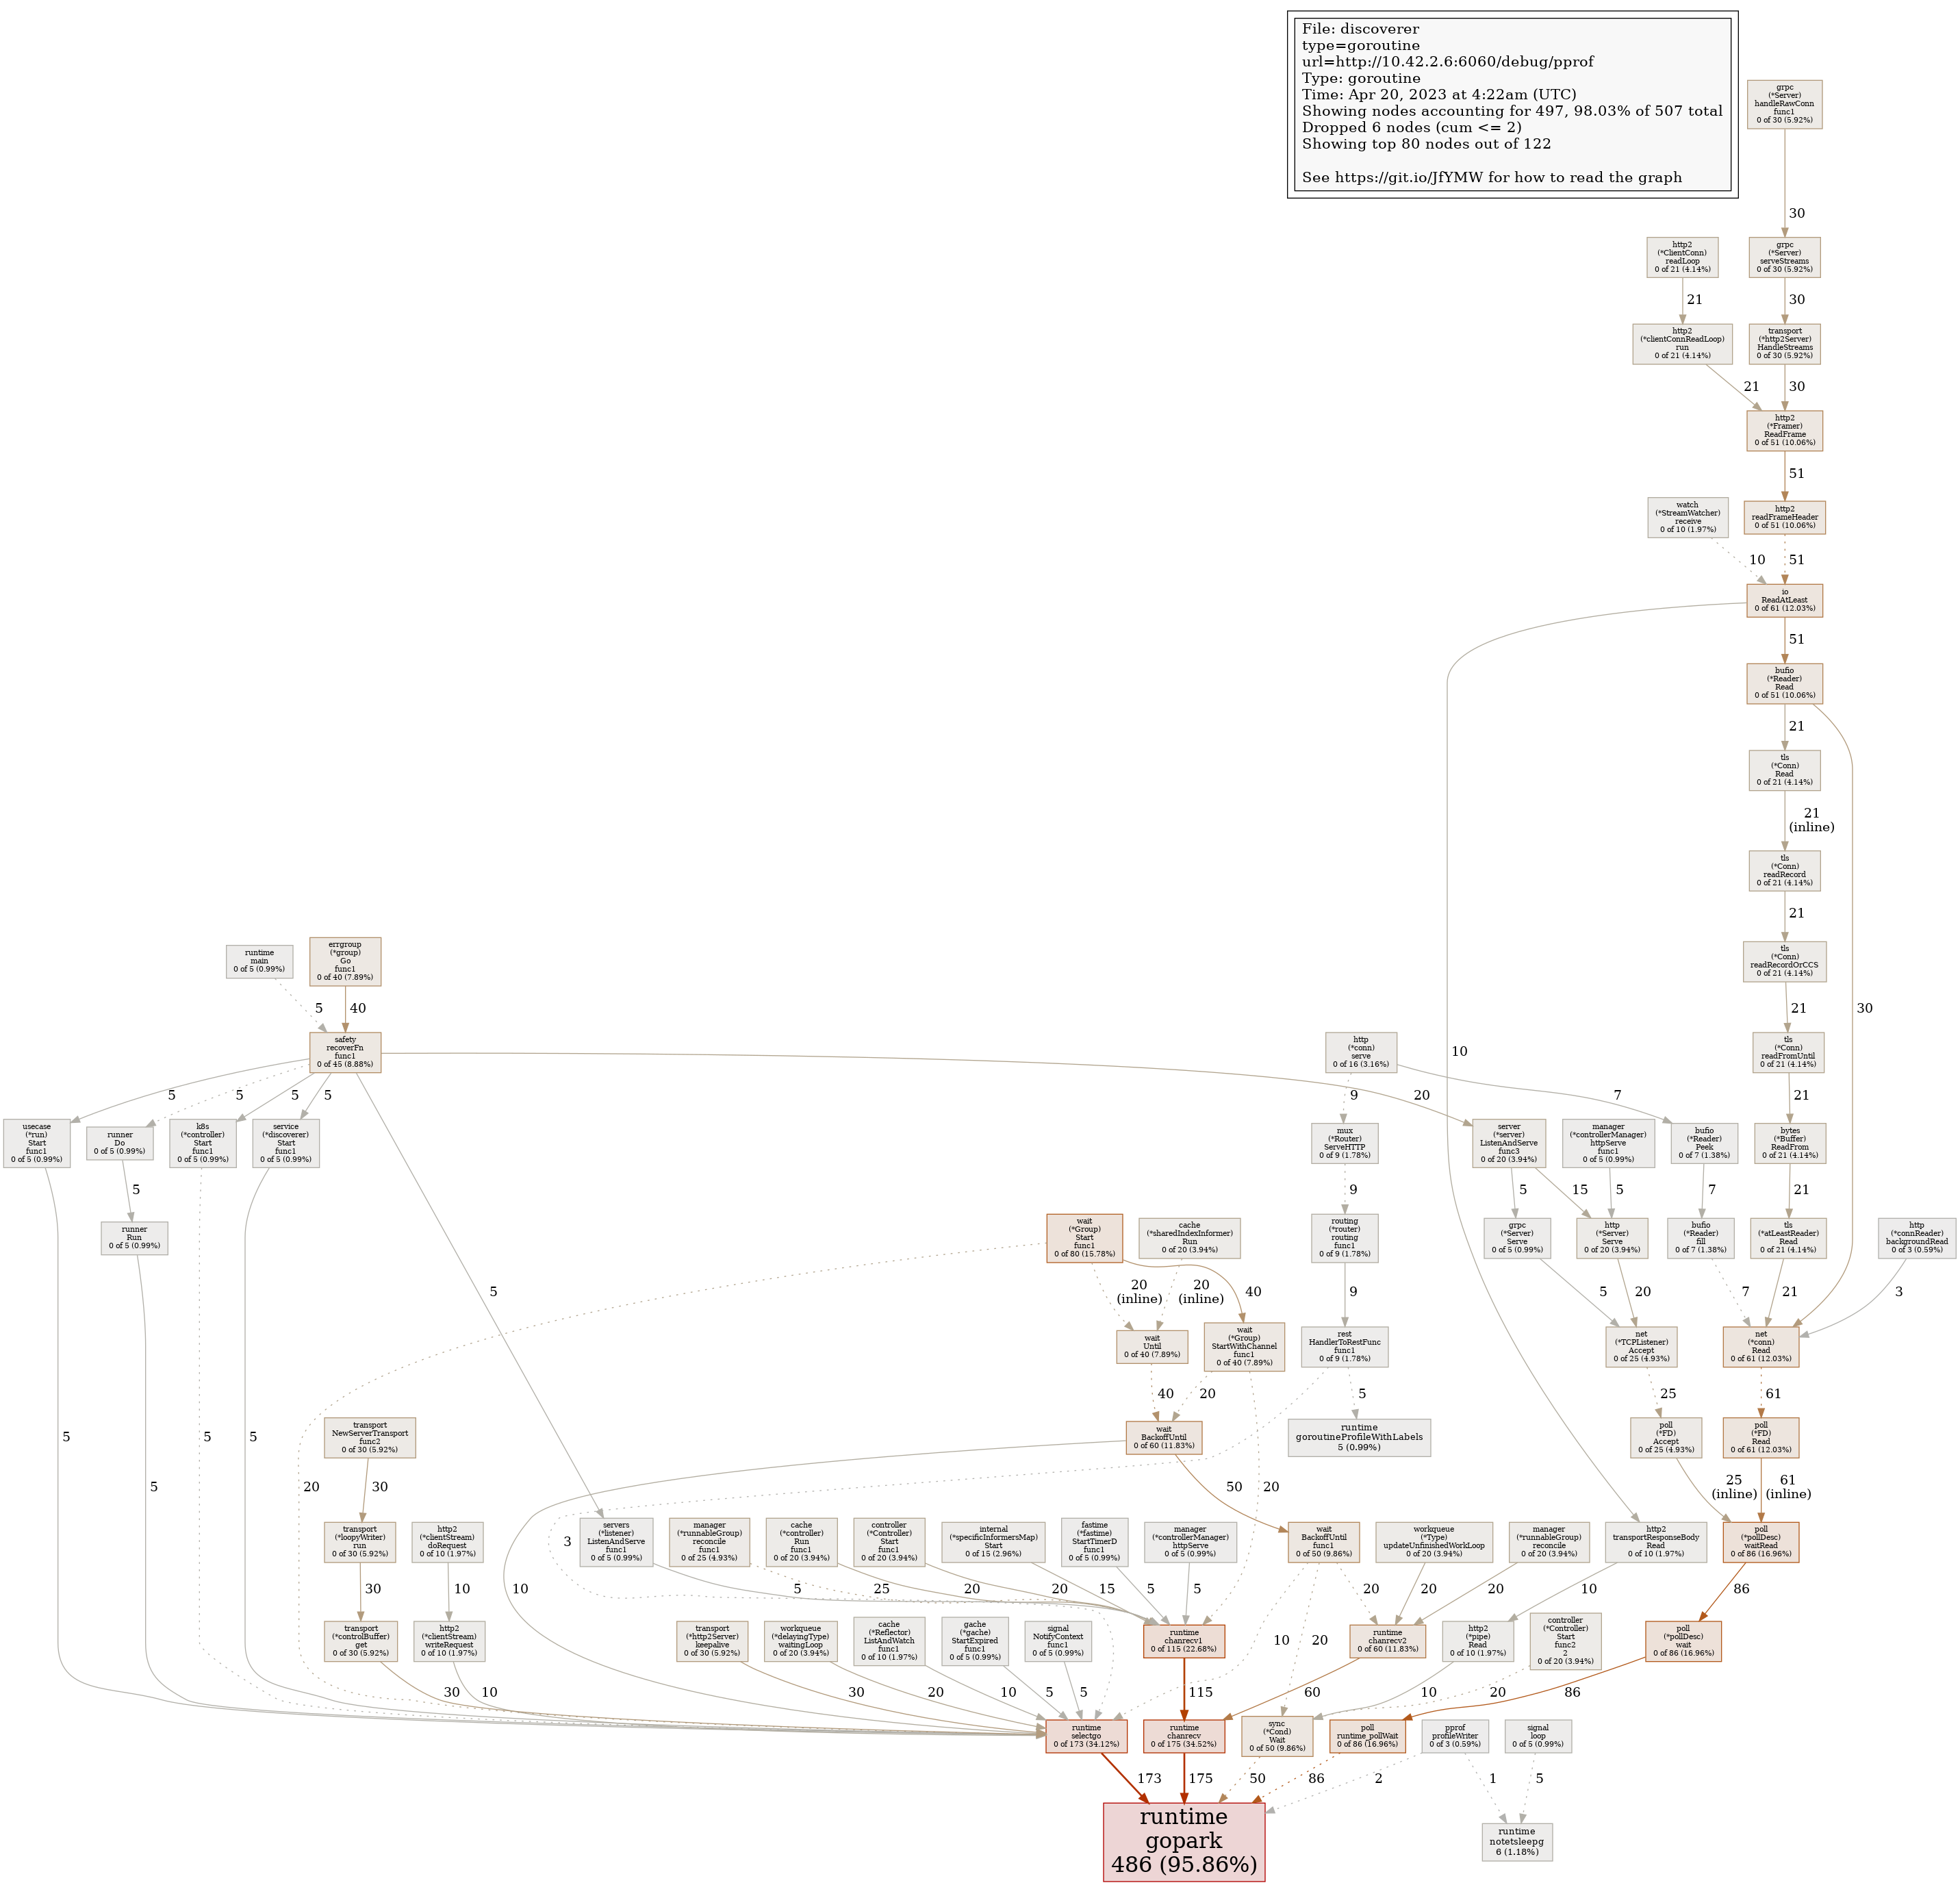 File: discoverer
type=goroutine
url=http://10.42.2.6:6060/debug/pprof
Type: goroutine
Time: Apr 20, 2023 at 4:22am (UTC)
Showing nodes accounting for 497, 98.03% of 507 total
Dropped 6 nodes (cum <= 2)
Showing top 80 nodes out of 122
See https://git.io/JfYMW for how to read the graph
grpc
(*Server)
handleRawConn
func1
0 of 30 (5.92%)
30
http2
(*ClientConn)
readLoop
0 of 21 (4.14%)
grpc
(*Server)
serveStreams
0 of 30 (5.92%)
21
30
http2
(*clientConnReadLoop)
run
0 of 21 (4.14%)
transport
(*http2Server)
HandleStreams
0 of 30 (5.92%)
21
30
http2
(*Framer)
ReadFrame
0 of 51 (10.06%)
51
watch
(*StreamWatcher)
receive
0 of 10 (1.97%)
http2
readFrameHeader
0 of 51 (10.06%)
10
51
io
ReadAtLeast
0 of 61 (12.03%)
51
bufio
(*Reader)
Read
0 of 51 (10.06%)
21
tls
(*Conn)
Read
0 of 21 (4.14%)
21
(inline)
tls
(*Conn)
readRecord
0 of 21 (4.14%)
21
runtime
main
0 of 5 (0.99%)
errgroup
(*group)
Go
func1
0 of 40 (7.89%)
tls
(*Conn)
readRecordOrCCS
0 of 21 (4.14%)
5
40
21
30
safety
recoverFn
func1
0 of 45 (8.88%)
http
(*conn)
serve
0 of 16 (3.16%)
10
tls
(*Conn)
readFromUntil
0 of 21 (4.14%)
5
5
5
5
9
20
7
21
usecase
(*run)
Start
func1
0 of 5 (0.99%)
runner
Do
0 of 5 (0.99%)
k8s
(*controller)
Start
func1
0 of 5 (0.99%)
service
(*discoverer)
Start
func1
0 of 5 (0.99%)
mux
(*Router)
ServeHTTP
0 of 9 (1.78%)
server
(*server)
ListenAndServe
func3
0 of 20 (3.94%)
manager
(*controllerManager)
httpServe
func1
0 of 5 (0.99%)
bufio
(*Reader)
Peek
0 of 7 (1.38%)
bytes
(*Buffer)
ReadFrom
0 of 21 (4.14%)
5
9
5
15
5
7
21
runner
Run
0 of 5 (0.99%)
wait
(*Group)
Start
func1
0 of 80 (15.78%)
cache
(*sharedIndexInformer)
Run
0 of 20 (3.94%)
routing
(*router)
routing
func1
0 of 9 (1.78%)
grpc
(*Server)
Serve
0 of 5 (0.99%)
http
(*Server)
Serve
0 of 20 (3.94%)
bufio
(*Reader)
fill
0 of 7 (1.38%)
tls
(*atLeastReader)
Read
0 of 21 (4.14%)
http
(*connReader)
backgroundRead
0 of 3 (0.59%)
5
20
(inline)
20
(inline)
40
9
5
20
7
21
3
wait
Until
0 of 40 (7.89%)
wait
(*Group)
StartWithChannel
func1
0 of 40 (7.89%)
rest
HandlerToRestFunc
func1
0 of 9 (1.78%)
net
(*TCPListener)
Accept
0 of 25 (4.93%)
net
(*conn)
Read
0 of 61 (12.03%)
40
20
5
25
61
transport
NewServerTransport
func2
0 of 30 (5.92%)
wait
BackoffUntil
0 of 60 (11.83%)
runtime
goroutineProfileWithLabels
5 (0.99%)
poll
(*FD)
Accept
0 of 25 (4.93%)
poll
(*FD)
Read
0 of 61 (12.03%)
5
5
5
5
20
30
50
20
25
(inline)
61
(inline)
transport
(*loopyWriter)
run
0 of 30 (5.92%)
http2
(*clientStream)
doRequest
0 of 10 (1.97%)
servers
(*listener)
ListenAndServe
func1
0 of 5 (0.99%)
manager
(*runnableGroup)
reconcile
func1
0 of 25 (4.93%)
cache
(*controller)
Run
func1
0 of 20 (3.94%)
controller
(*Controller)
Start
func1
0 of 20 (3.94%)
internal
(*specificInformersMap)
Start
0 of 15 (2.96%)
fastime
(*fastime)
StartTimerD
func1
0 of 5 (0.99%)
manager
(*controllerManager)
httpServe
0 of 5 (0.99%)
wait
BackoffUntil
func1
0 of 50 (9.86%)
workqueue
(*Type)
updateUnfinishedWorkLoop
0 of 20 (3.94%)
manager
(*runnableGroup)
reconcile
0 of 20 (3.94%)
http2
transportResponseBody
Read
0 of 10 (1.97%)
poll
(*pollDesc)
waitRead
0 of 86 (16.96%)
3
30
10
10
5
25
20
15
5
5
20
20
20
10
86
transport
(*controlBuffer)
get
0 of 30 (5.92%)
http2
(*clientStream)
writeRequest
0 of 10 (1.97%)
transport
(*http2Server)
keepalive
0 of 30 (5.92%)
workqueue
(*delayingType)
waitingLoop
0 of 20 (3.94%)
cache
(*Reflector)
ListAndWatch
func1
0 of 10 (1.97%)
gache
(*gache)
StartExpired
func1
0 of 5 (0.99%)
signal
NotifyContext
func1
0 of 5 (0.99%)
runtime
chanrecv1
0 of 115 (22.68%)
10
20
runtime
chanrecv2
0 of 60 (11.83%)
http2
(*pipe)
Read
0 of 10 (1.97%)
controller
(*Controller)
Start
func2
2
0 of 20 (3.94%)
poll
(*pollDesc)
wait
0 of 86 (16.96%)
30
10
30
20
10
5
5
115
60
10
20
86
runtime
selectgo
0 of 173 (34.12%)
runtime
chanrecv
0 of 175 (34.52%)
sync
(*Cond)
Wait
0 of 50 (9.86%)
poll
runtime_pollWait
0 of 86 (16.96%)
pprof
profileWriter
0 of 3 (0.59%)
signal
loop
0 of 5 (0.99%)
173
175
50
86
2
1
5
runtime
gopark
486 (95.86%)
runtime
notetsleepg
6 (1.18%)